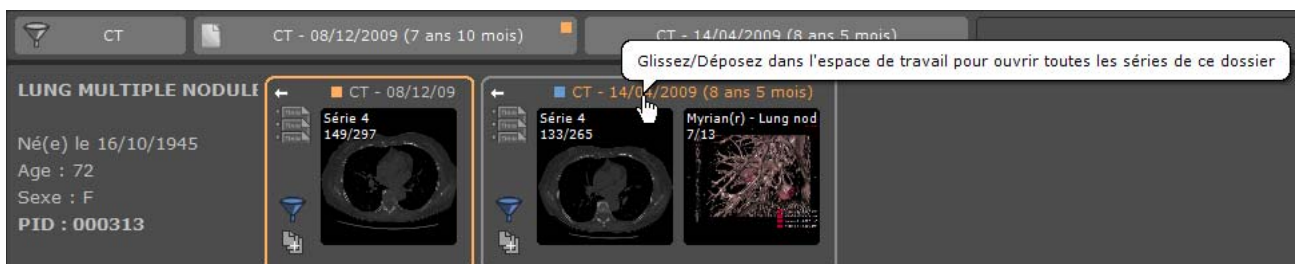 CT
CT - 08/12/2009 (7 ans 10 mois)
CT - 14/04/2009 (8 ans 5 mois)
Glissez/Déposez dans l'espace de travail pour ouvrir toutes les séries de ce dossier
LUNG MULTIPLE NODULE
Né(e) le 16/10/1945
Age : 72
Sexe : F
PID : 000313
CT - 08/12/09
Série 4
149/297
CT - 14/04/2009 (8 ans 5 mois)
Série 4
133/265
Myrian(r) - Lung nod
7/13